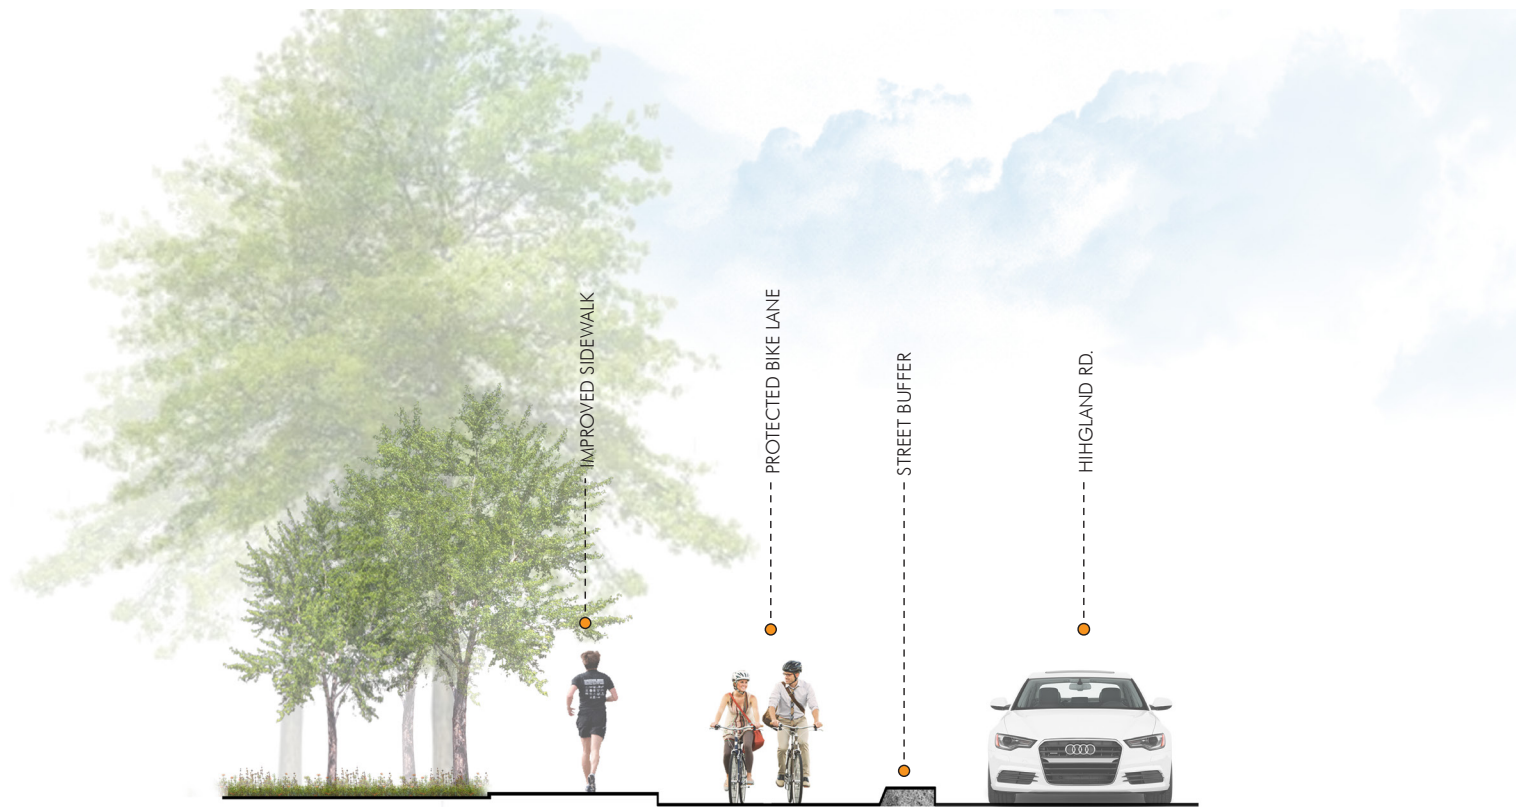 IMPROVED SIDEWALK
PROTECTED BIKE LANE
STREET BUFFER
HIHGLAND RD.